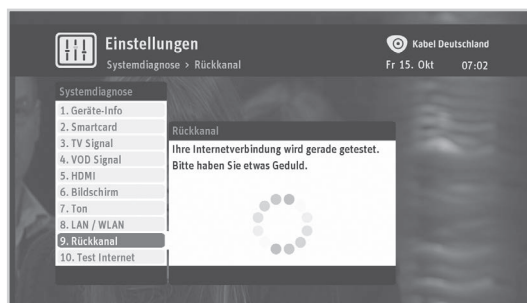 Einstellungen
Systemdiagnose > Rückkanal
Kabel Deutschland
Fr 15. Okt 07:02
Systemdiagnose
1. Geräte-Info
2. Smartcard
3. TV Signal
4. VOD Signal
5. HDMI
6. Bildschirm
7. Ton
8. LAN / WLAN
9. Rückkanal
10. Test Internet
Rückkanal
Ihre Internetverbindung wird gerade getestet.
Bitte haben Sie etwas Geduld.